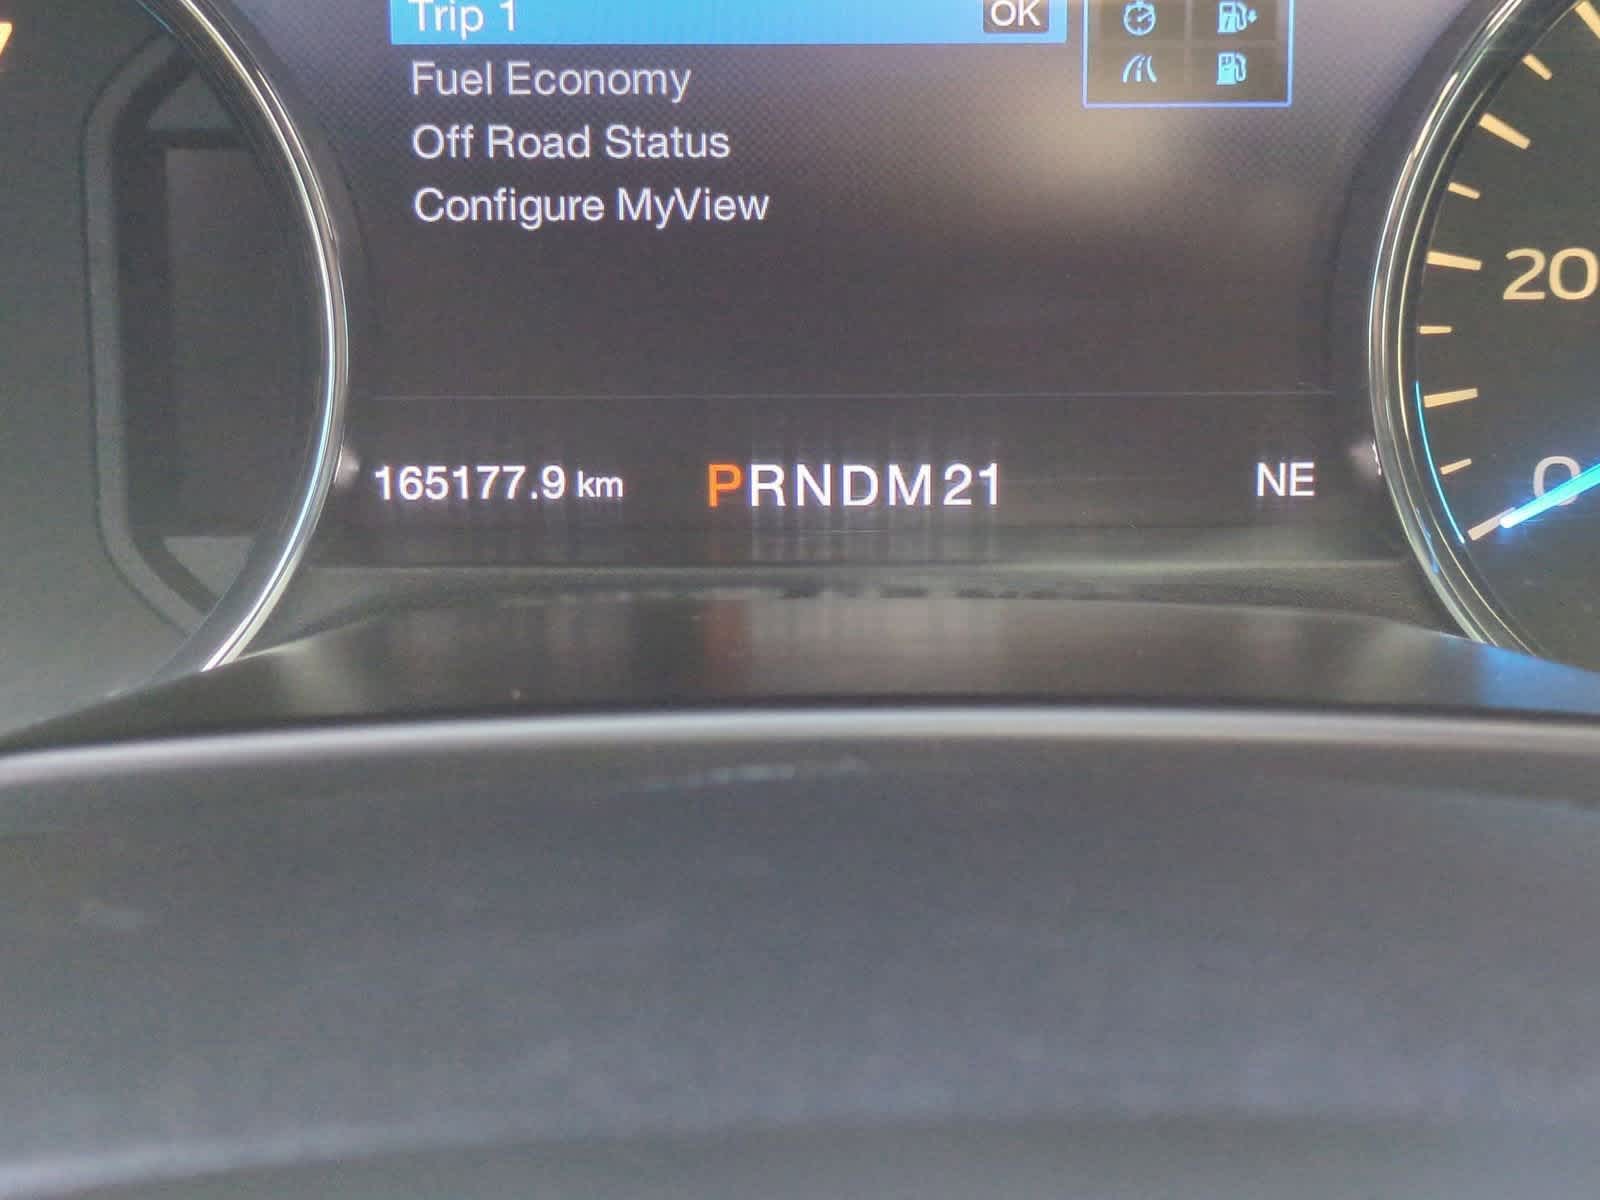 Trip 1 OK
Fuel Economy
Off Road Status
Configure MyView
20
165177.9 km PRNDM21 NE
0